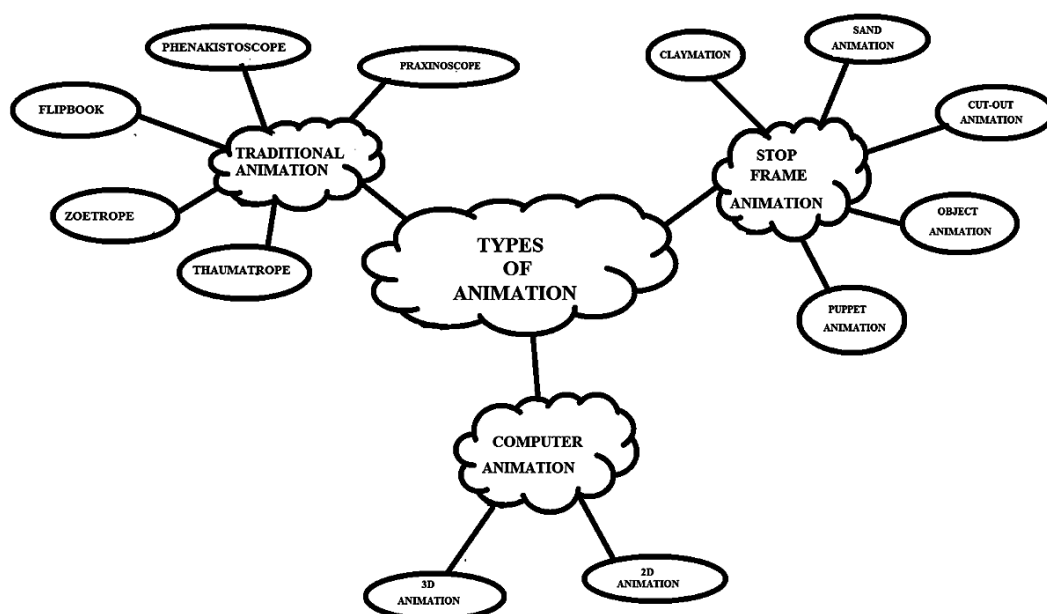 PHENAKISTOSCOPE
PRAXINOSCOPE
FLIPBOOK
TRADITIONAL
ANIMATION
ZOETROPE
THAUMATROPE
TYPES
OF
ANIMATION
CLAYMATION
SAND
ANIMATION
CUT-OUT
ANIMATION
STOP
FRAME
ANIMATION
OBJECT
ANIMATION
PUPPET
ANIMATION
COMPUTER
ANIMATION
3D
ANIMATION
2D
ANIMATION